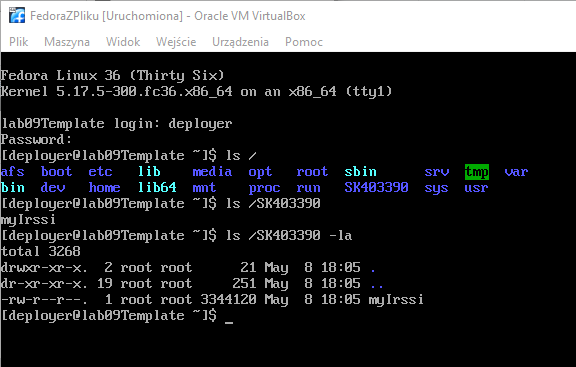 FedoraZPliku [Uruchomiona] - Oracle VM VirtualBox
Plik Maszyna Widok Wejście Urządzenia Pomoc
Fedora Linux 36 (Thirty Six)
Kernel 5.17.5-300.fc36.x86_64 on an x86_64 (tty1)
lab09Template login: deployer
Password:
[deployer@lab09Template ~]$ ls /
afs boot etc lib media opt root sbin srv tmp var
bin dev home lib64 mnt proc run SK403390 sys usr
[deployer@lab09Template ~]$ ls /SK403390
myIrssi
[deployer@lab09Template ~]$ ls /SK403390 -la
total 3268
drwxr-xr-x. 2 root root 21 May 8 18:05 .
dr-xr-xr-x. 19 root root 251 May 8 18:05 ..
-rw-r--r--. 1 root root 3344120 May 8 18:05 myIrssi
[deployer@lab09Template ~]$ _